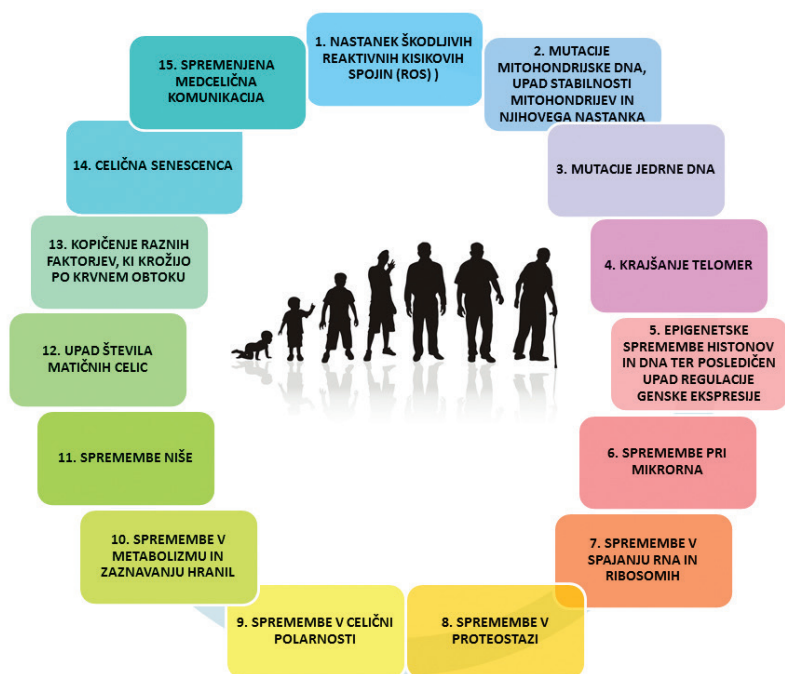 1. NASTANEK ŠKODLJIVIH
REAKTIVNIH KISIKOVIH
SPOJIN (ROS) )
2. MUTACIJE
MITOHONDRIJSKE DNA,
UPAD STABILNOSTI
MITOHONDRIJEV IN
NJIHOVEGA NASTANKA
3. MUTACIJE JEDRNE DNA
4. KRAJŠANJE TELOMER
5. EPIGENETSKE
SPREMEMBE HISTONOV
IN DNA TER POSLEDIČEN
UPAD REGULACIJE
GENSKE EKSPRESIJE
6. SPREMEMBE PRI
MIKRORNA
7. SPREMEMBE V
SPAJANJU RNA IN
RIBOSOMIH
8. SPREMEMBE V
PROTEOSTAZI
9. SPREMEMBE V CELIČNI
POLARNOSTI
10. SPREMEMBE V
METABOLIZMU IN
ZAZNAVANJU HRANIL
11. SPREMEMBE NIŠE
12. UPAD ŠTEVILA
MATIČNIH CELIC
13. KOPIČENJE RAZNIH
FAKTORJEV, KI KROŽIJO
PO KRVNEM OBTOKU
14. CELIČNA SENESCENCA
15. SPREMENJENA
MEDCELIČNA
KOMUNIKACIJA